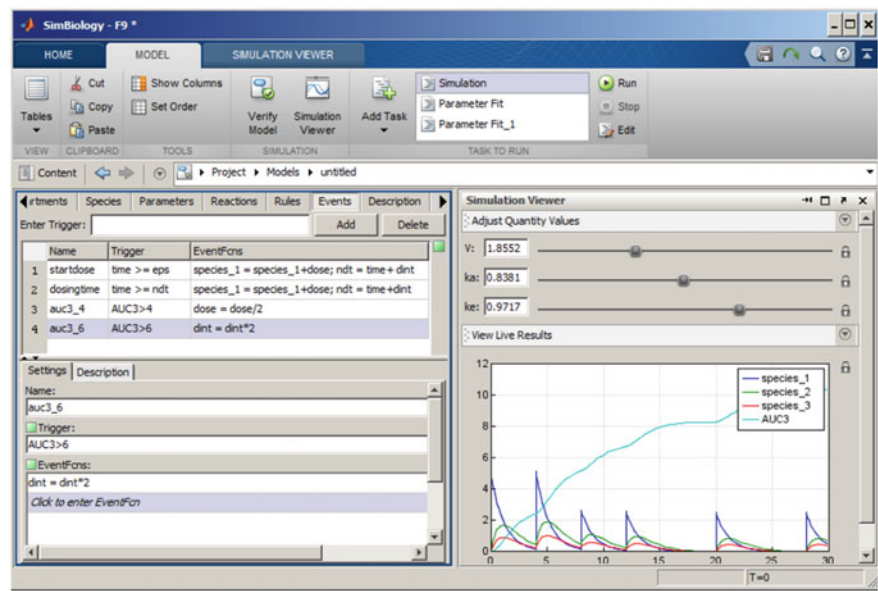 SimBiology - F9 *
HOME MODEL SIMULATION VIEWER
Tables
Cut
Copy
Paste
Show Columns
Set Order
Verify Model
Simulation Viewer
Add Task
Simulation
Parameter Fit
Parameter Fit_1
Run
Stop
Edit
VIEW CLIPBOARD TOOLS SIMULATION TASK TO RUN
Content Project Models untitled
rtments Species Parameters Reactions Rules Events Description
Enter Trigger: Add Delete
Name Trigger EventFcns
1 startdose time >= eps species_1 = species_1+dose; ndt = time+ dint
2 dosingtime time >= ndt species_1 = species_1+dose; ndt = time+dint
3 auc3_4 AUC3>4 dose = dose/2
4 auc3_6 AUC3>6 dint = dint*2
Settings Description
Name:
auc3_6
Trigger:
AUC3>6
EventFcns:
dint = dint*2
Click to enter EventFcn
Simulation Viewer
Adjust Quantity Values
V: 1.8552
ka: 0.8381
ke: 0.9717
View Live Results
12
10
8
6
4
2
0
0 5 10 15 20 25 30
species_1
species_2
species_3
AUC3
T=0